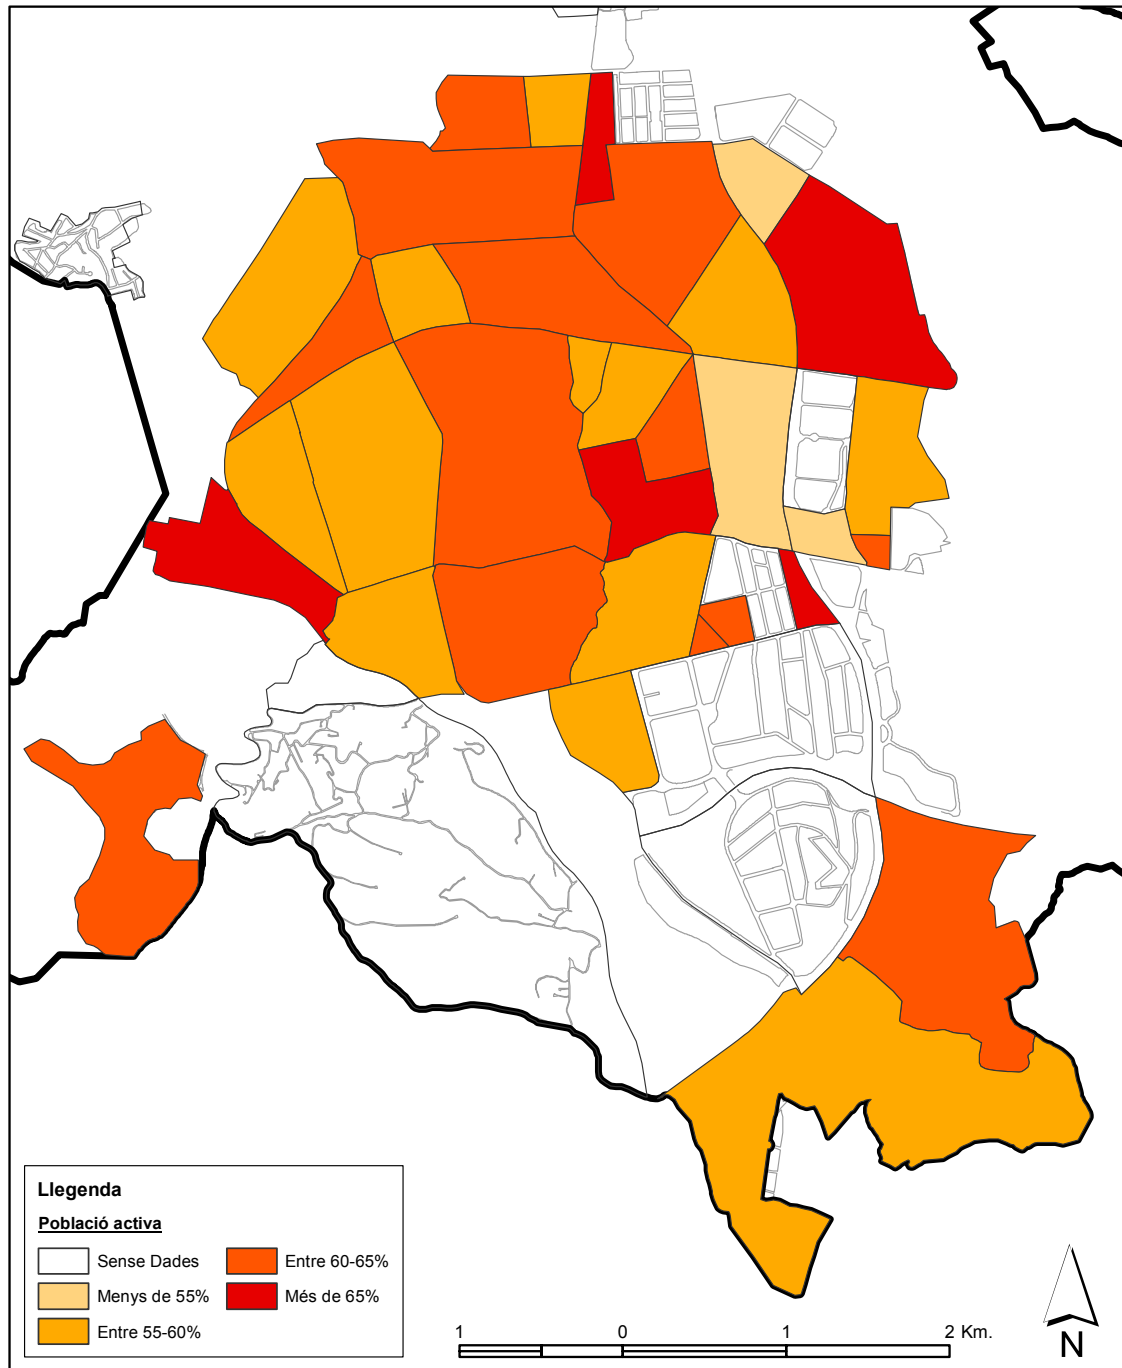 Llegenda
Població activa
Sense Dades
Menys de 55%
Entre 55-60%
Entre 60-65%
Més de 65%
1 0 1 2 Km.
N